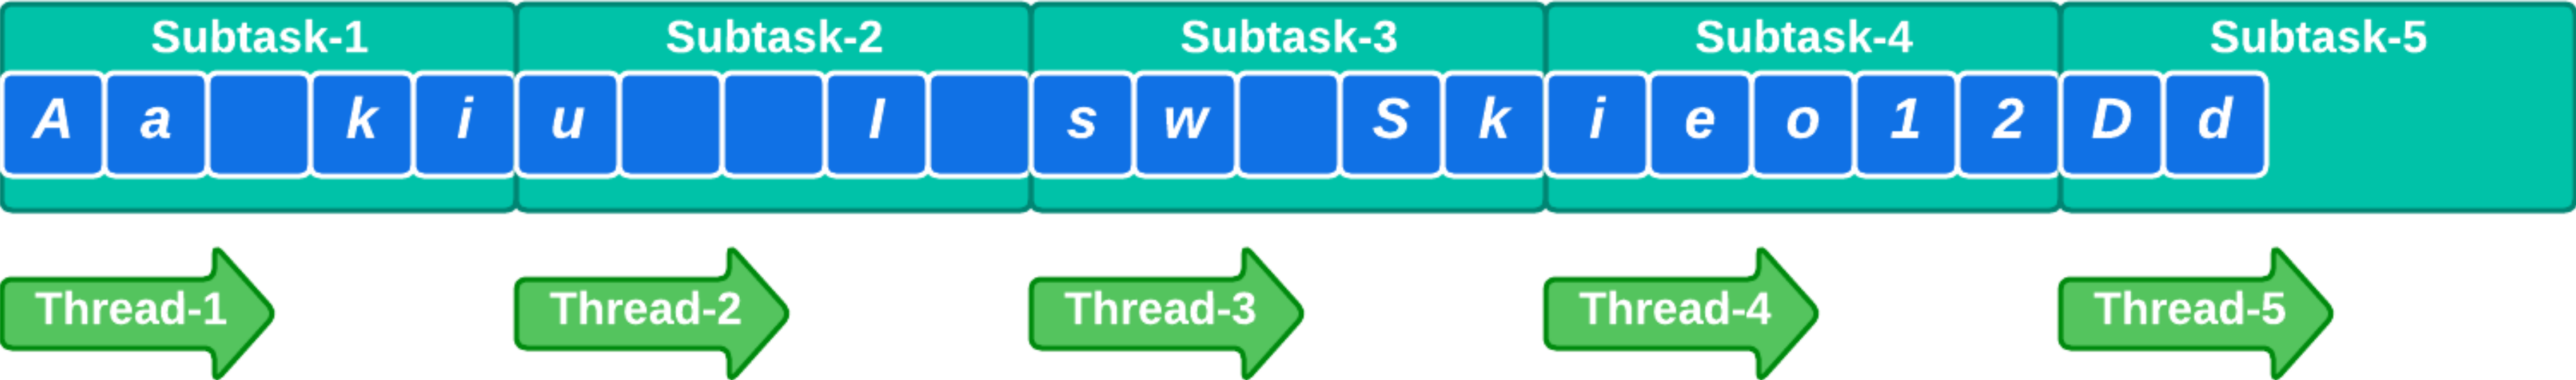 Subtask-1 Subtask-2 Subtask-3 Subtask-4 Subtask-5
A a k i u I s w S k i e o 1 2 D d
Thread-1 Thread-2 Thread-3 Thread-4 Thread-5